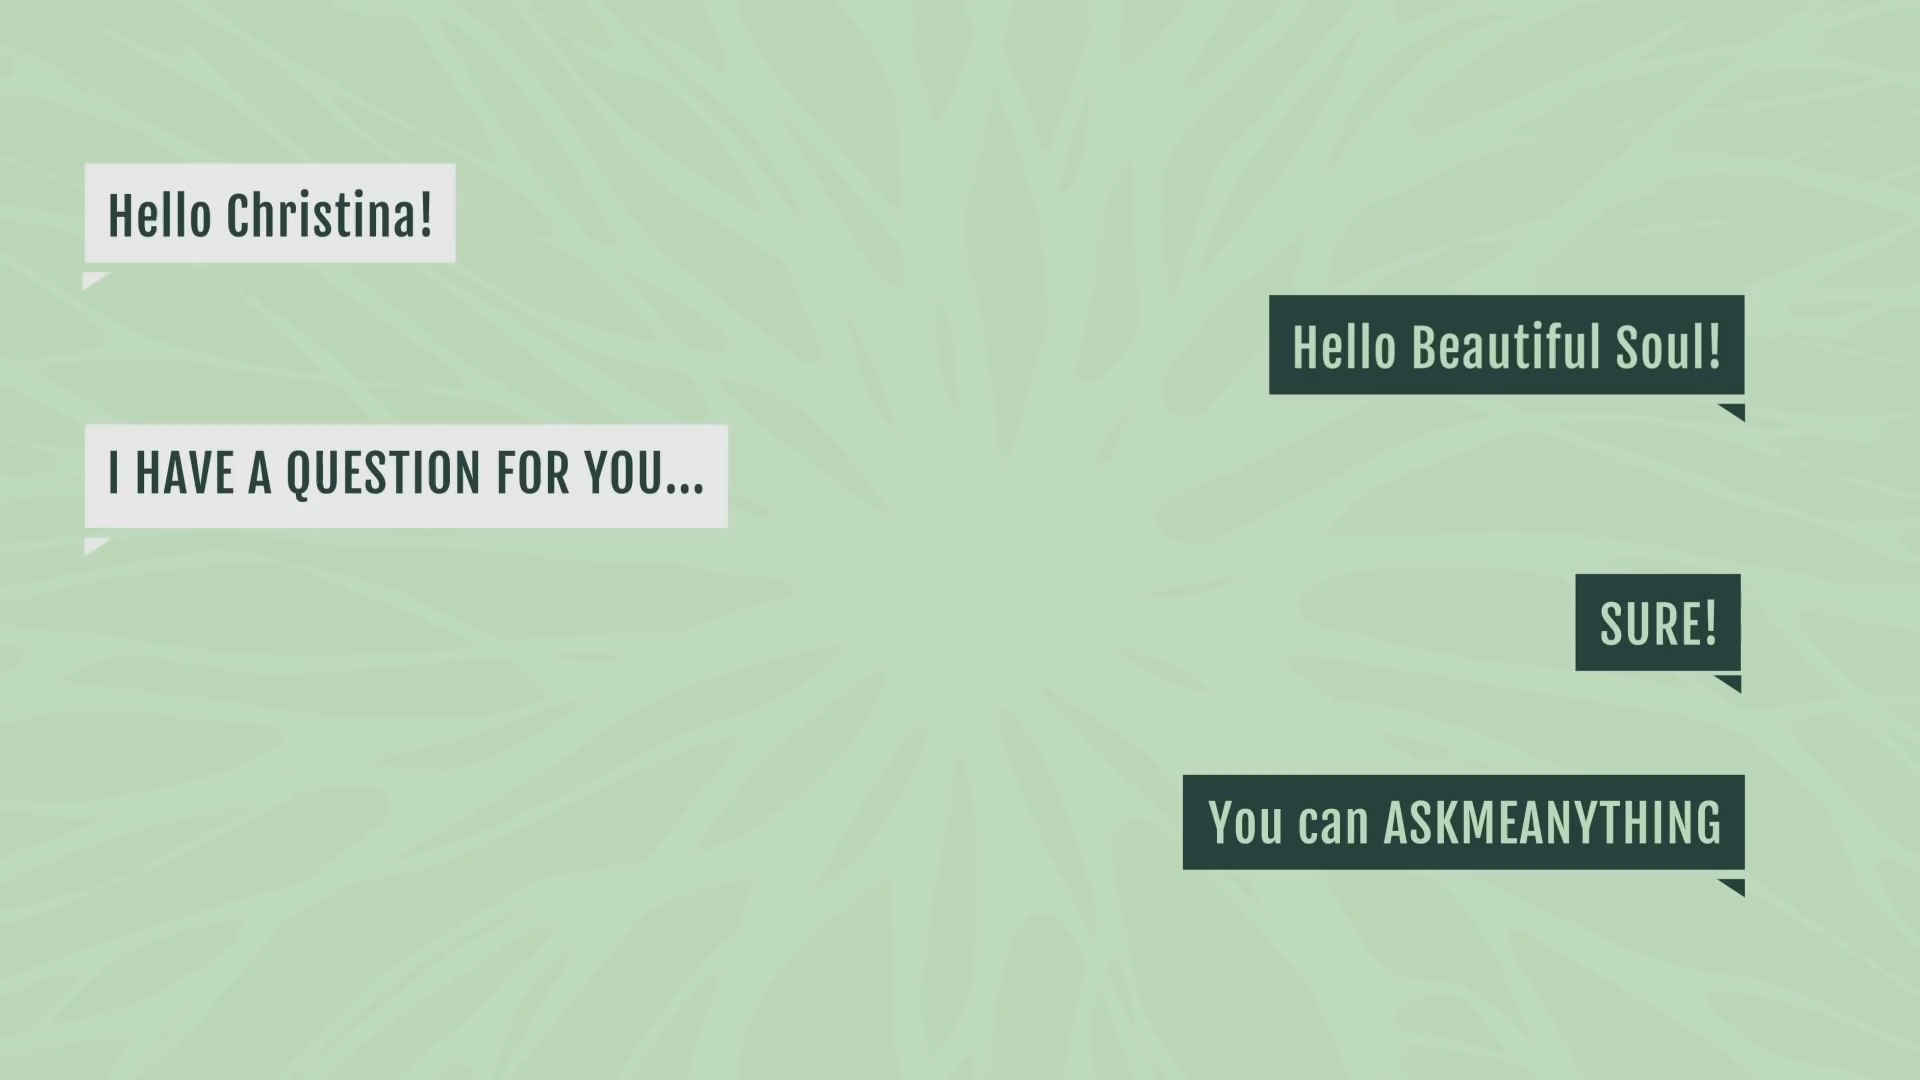 Hello Christina!
Hello Beautiful Soul!
I HAVE A QUESTION FOR YOU...
SURE!
You can ASKMEANYTHING